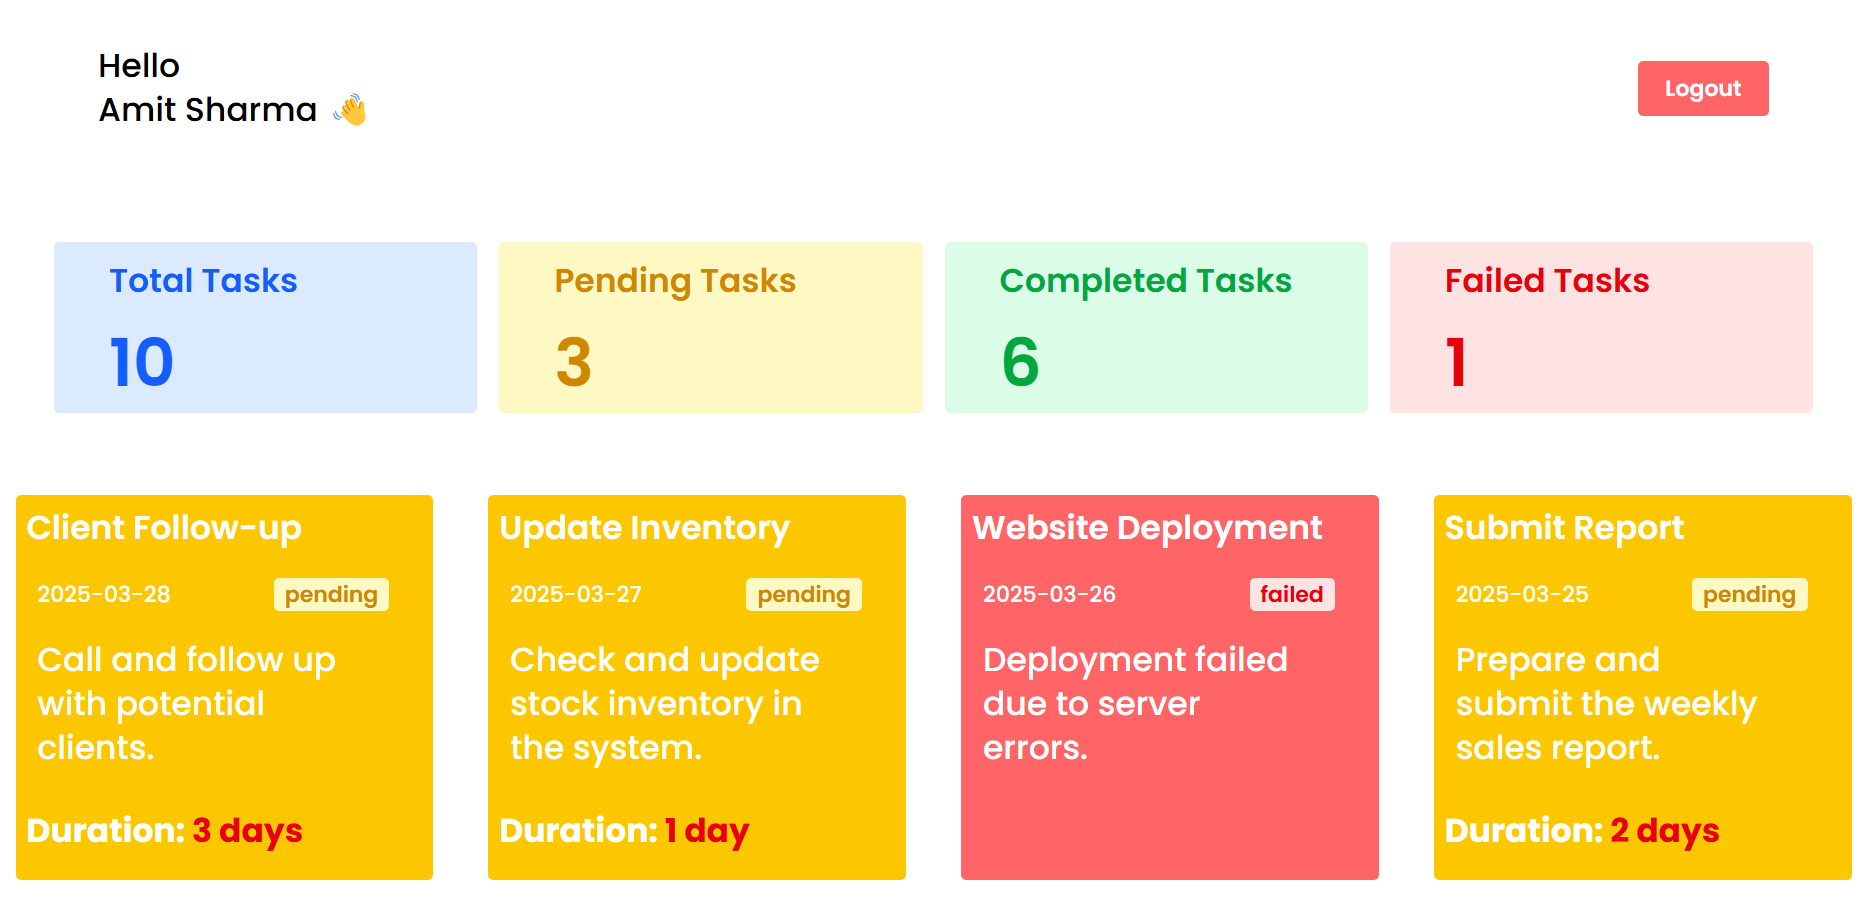 Hello
Amit Sharma 👋
Logout
Total Tasks
10
Pending Tasks
3
Completed Tasks
6
Failed Tasks
1
Client Follow-up
2025-03-28
pending
Call and follow up
with potential
clients.
Duration: 3 days
Update Inventory
2025-03-27
pending
Check and update
stock inventory in
the system.
Duration: 1 day
Website Deployment
2025-03-26
failed
Deployment failed
due to server
errors.
Submit Report
2025-03-25
pending
Prepare and
submit the weekly
sales report.
Duration: 2 days